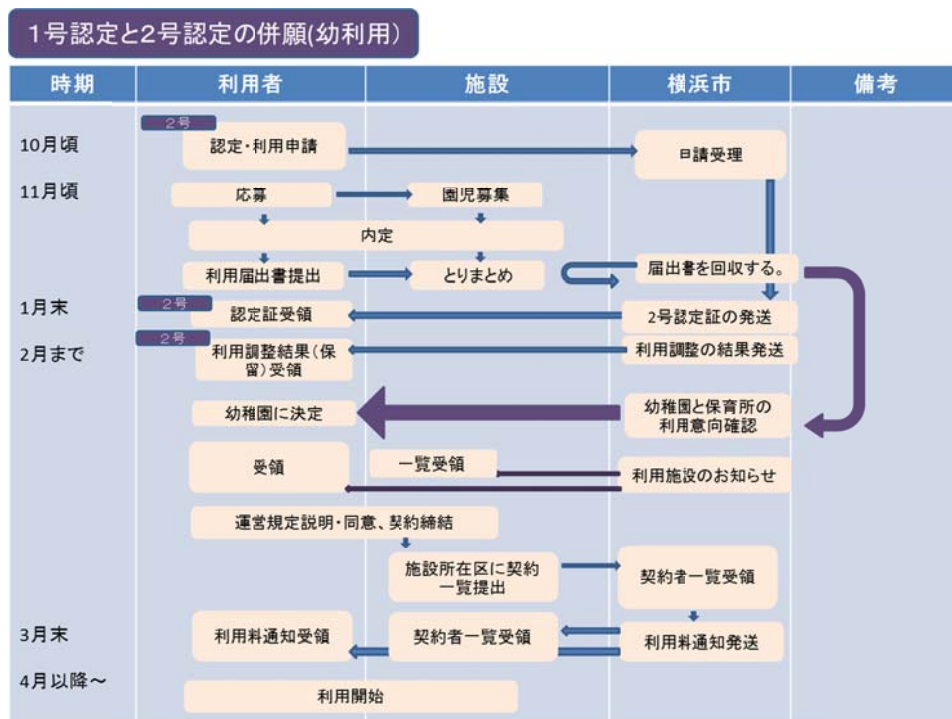 1号認定と2号認定の併願(幼利用)
時期 利用者 施設 横浜市 備考
10月頃
2号
認定・利用申請
日請受理
11月頃
応募
園児募集
内定
利用届出書提出
とりまとめ
届出書を回収する。
1月末
2号
認定証受領
2号認定証の発送
2月まで
2号
利用調整結果(保
留)受領
利用調整の結果発送
幼稚園に決定
幼稚園と保育所の
利用意向確認
受領
一覧受領
利用施設のお知らせ
運営規定説明・同意、契約締結
施設所在区に契約
一覧提出
契約者一覧受領
3月末
利用料通知受領
契約者一覧受領
利用料通知発送
4月以降~
利用開始